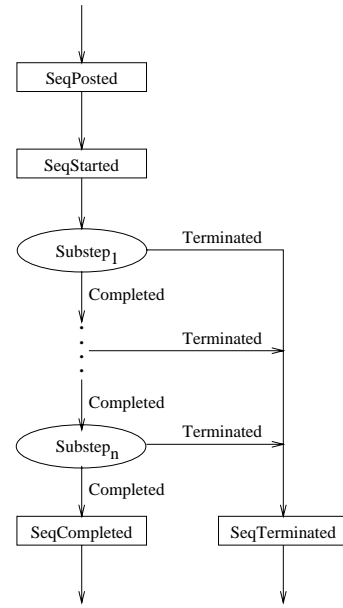 SeqPosted
SeqStarted
Terminated
Substep1
Completed
Terminated
Completed
Terminated
Substepn
Completed
SeqCompleted SeqTerminated